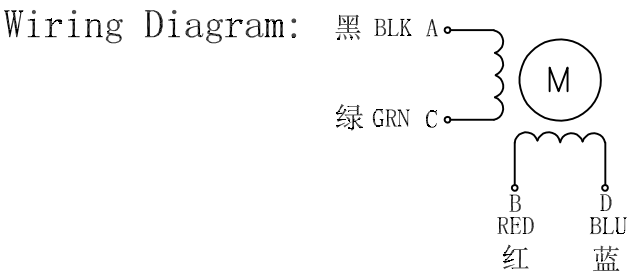 Wiring Diagram:
黑 BLK A
M
绿 GRN C
B D
RED BLU
红 蓝